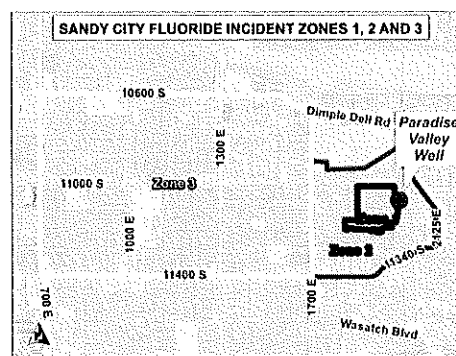 SANDY CITY FLUORIDE INCIDENT ZONES 1, 2 AND 3
10600 S
Dimple Dell Rd
Paradise
Valley
Well
1300 E
11000 S
Zone 3
1000 E
Zone 2
2125 E
11340 S
11400 S
700 E
1700 E
Wasatch Blvd